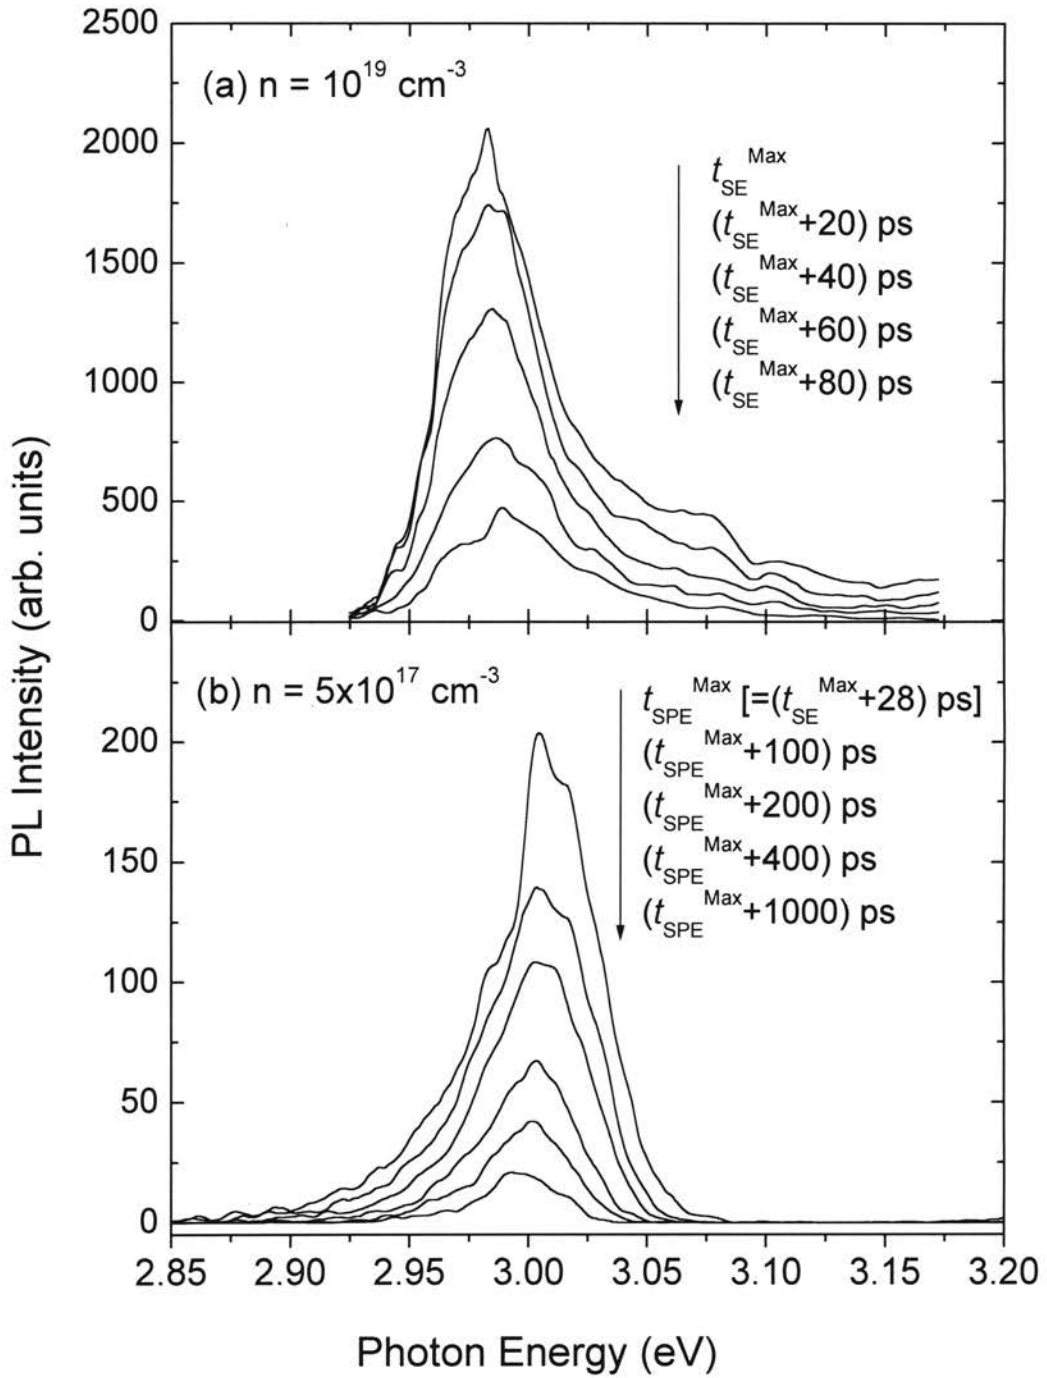 2500
2000
1500
1000
500
0
(a) n = 10^19 cm^-3
t_SE^Max
(t_SE^Max+20) ps
(t_SE^Max+40) ps
(t_SE^Max+60) ps
(t_SE^Max+80) ps
PL Intensity (arb. units)
(b) n = 5x10^17 cm^-3
t_SPE^Max [=(t_SE^Max+28) ps]
(t_SPE^Max+100) ps
(t_SPE^Max+200) ps
(t_SPE^Max+400) ps
(t_SPE^Max+1000) ps
200
150
100
50
0
2.85 2.90 2.95 3.00 3.05 3.10 3.15 3.20
Photon Energy (eV)